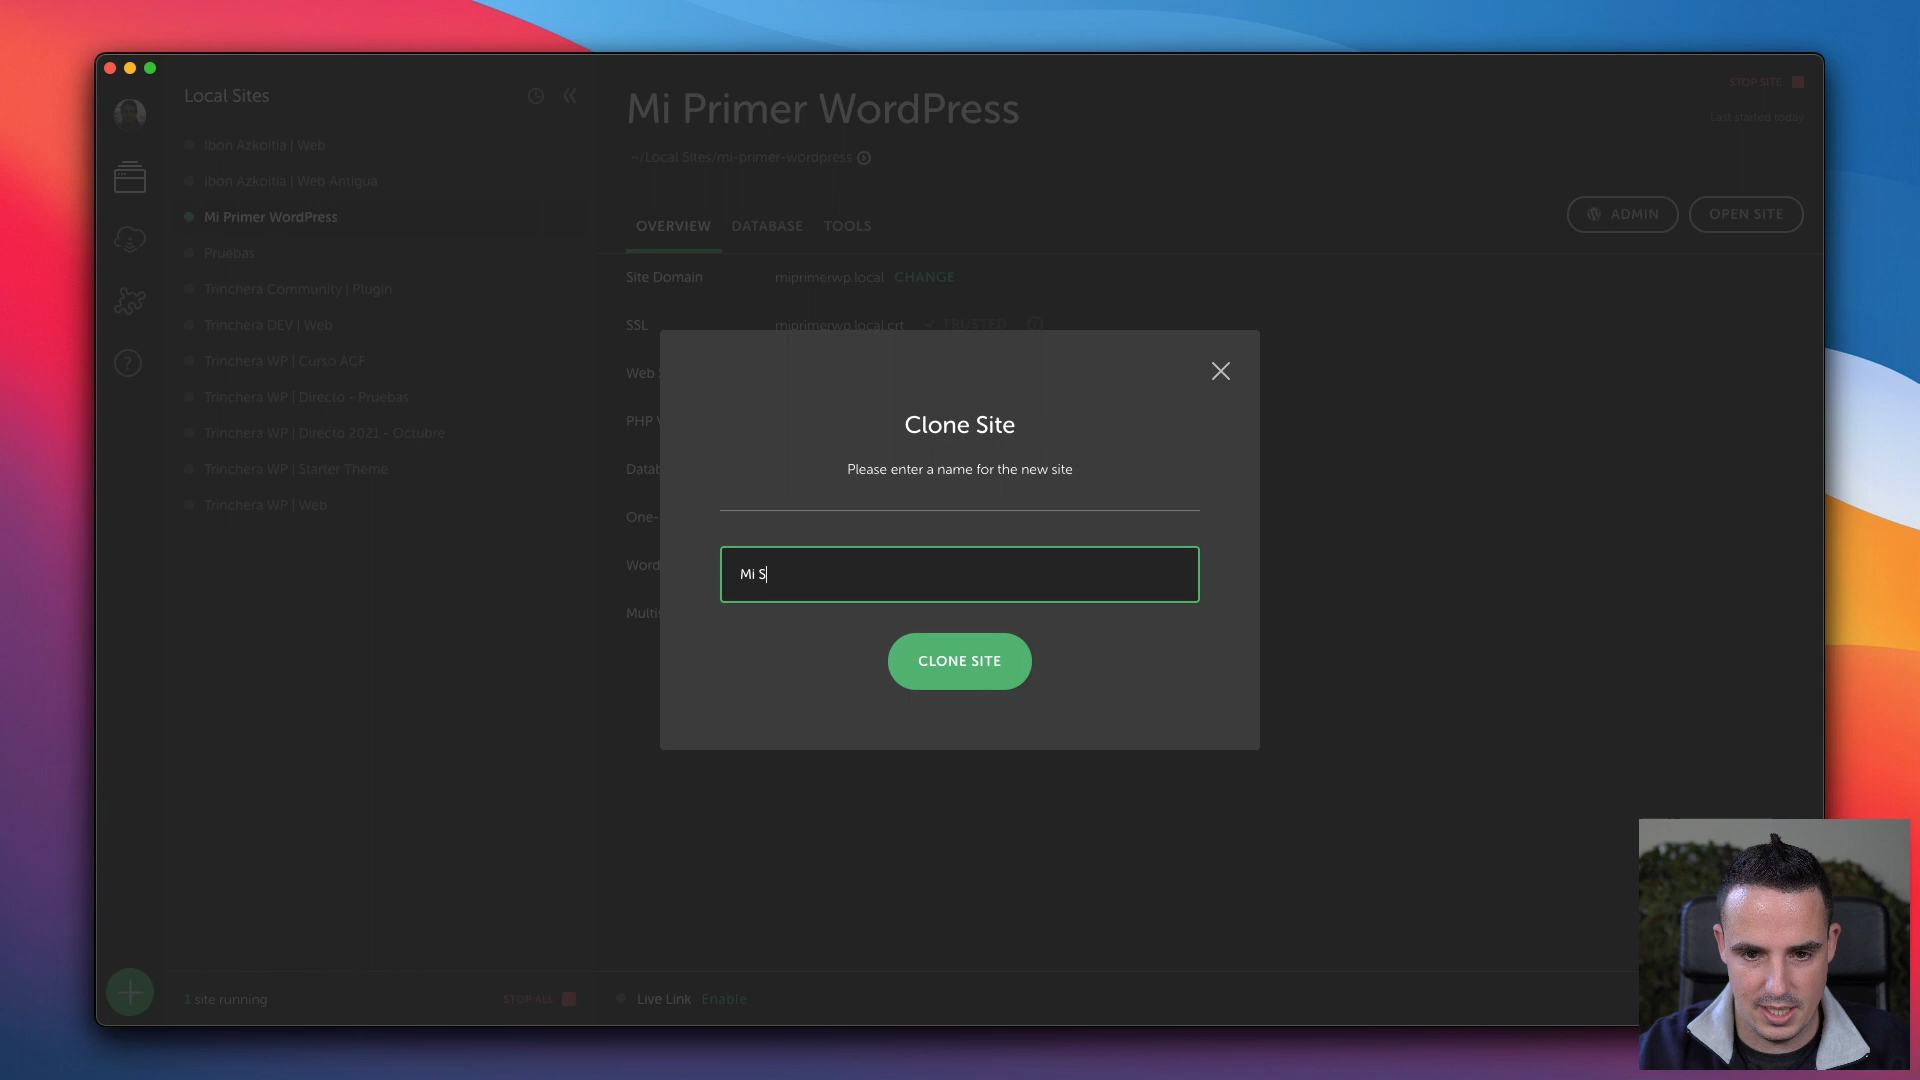 Local Sites
Ibon Azkoitia | Web
Ibon Azkoitia | Web Antigua
Mi Primer WordPress
Pruebas
Trinchera Community | Plugin
Trinchera DEV | Web
Trinchera WP | Curso ACF
Trinchera WP | Directo - Pruebas
Trinchera WP | Directo 2021 - Octubre
Trinchera WP | Starter Theme
Trinchera WP | Web
1 site running
STOP ALL
Mi Primer WordPress
STOP SITE
Last started today
~/Local Sites/mi-primer-wordpress
OVERVIEW DATABASE TOOLS
ADMIN OPEN SITE
Site Domain miprimerwp.local CHANGE
SSL miprimerwp.local.crt TRUSTED
Web
PHP
One-
Clone Site
Please enter a name for the new site
Mi S
CLONE SITE
Live Link Enable